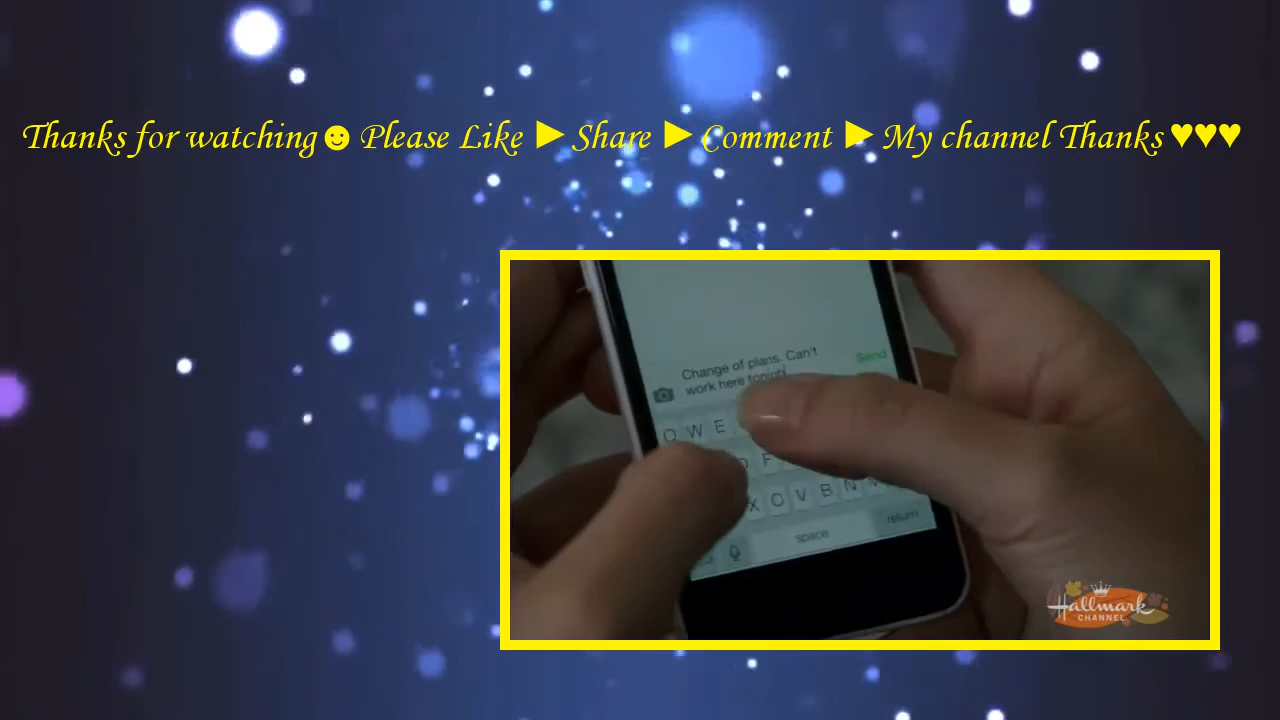 Thanks for watching☻Please Like ►Share ►Comment ►My channel Thanks ♥♥♥
Change of plans. Can't
Send
work here tonight
Q W E
D F
X C V B N M
space
return
Hallmark
CHANNEL